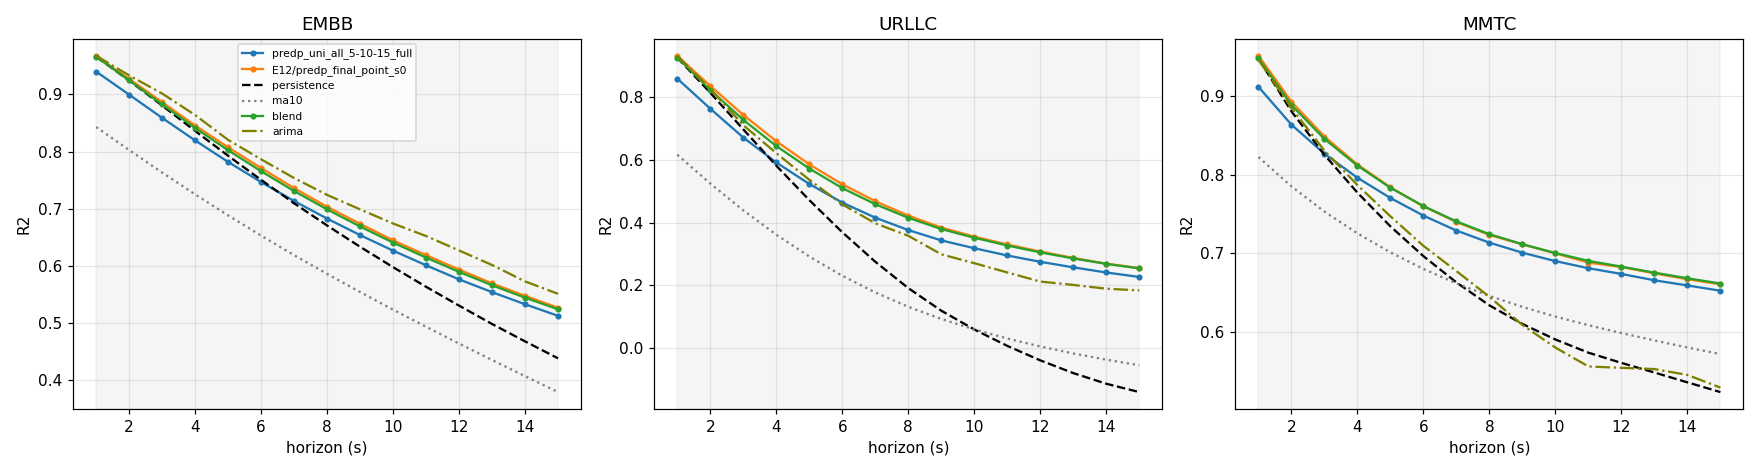 EMBB
predp_uni_all_5-10-15_full
E12/predp_final_point_s0
persistence
ma10
blend
arima
R2
0.9
0.8
0.7
0.6
0.5
0.4
2 4 6 8 10 12 14
horizon (s)
URLLC
R2
0.8
0.6
0.4
0.2
0.0
2 4 6 8 10 12 14
horizon (s)
MMTC
R2
0.9
0.8
0.7
0.6
2 4 6 8 10 12 14
horizon (s)